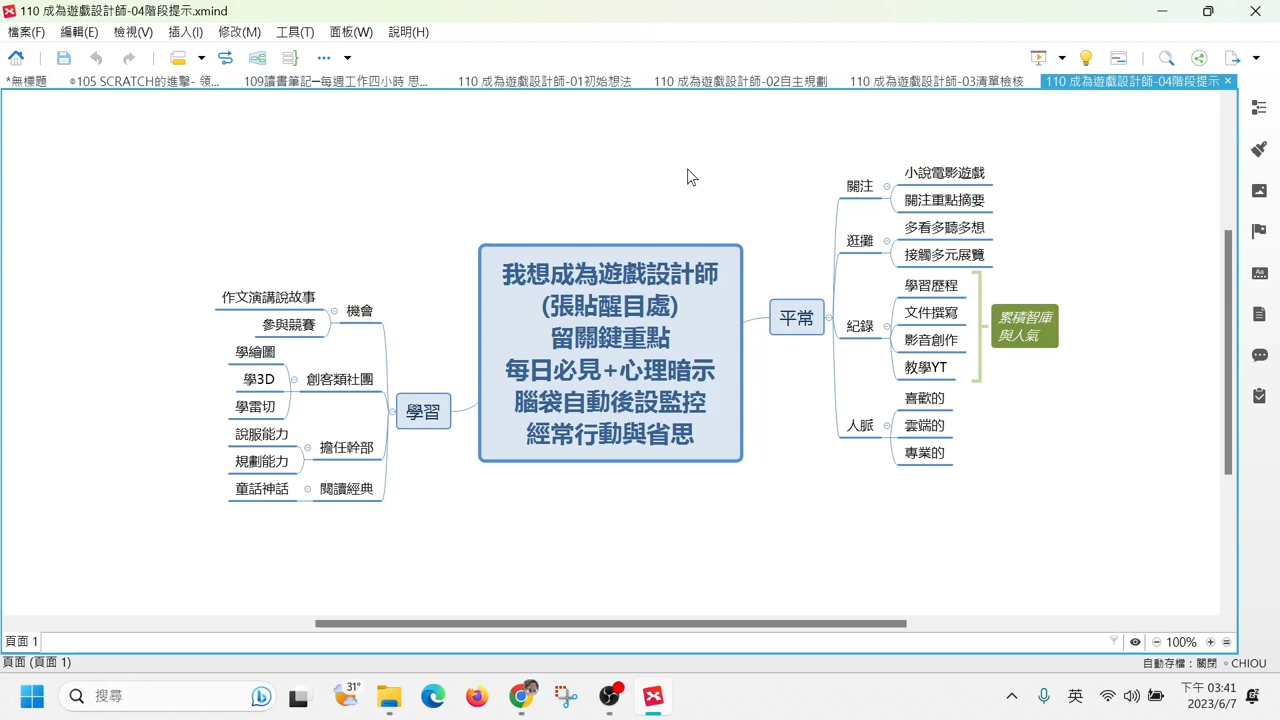 110 成為遊戲設計師-04階段提示.xmind
檔案(F) 編輯(E) 檢視(V) 插入(I) 修改(M) 工具(T) 面板(W) 說明(H)
*無標題 105 SCRATCH的進擊- 領... 109讀書筆記—每週工作四小時 思... 110 成為遊戲設計師-01初始想法 110 成為遊戲設計師-02自主規劃 110 成為遊戲設計師-03清單檢核 110 成為遊戲設計師-04階段提示
我想成為遊戲設計師
(張貼醒目處)
留關鍵重點
每日必見+心理暗示
腦袋自動後設監控
經常行動與省思
平常
關注
小說電影遊戲
關注重點摘要
逛攤
多看多聽多想
接觸多元展覽
紀錄
學習歷程
文件撰寫
影音創作
教學YT
累積智庫
與人氣
人脈
喜歡的
雲端的
專業的
學習
機會
作文演講說故事
參與競賽
創客類社團
學繪圖
學3D
學雷切
擔任幹部
說服能力
規劃能力
閱讀經典
童話神話
頁面 1
100%
頁面 (頁面 1)
自動存檔：關閉 CHIOU
搜尋
31°
英
下午 03:41
2023/6/7